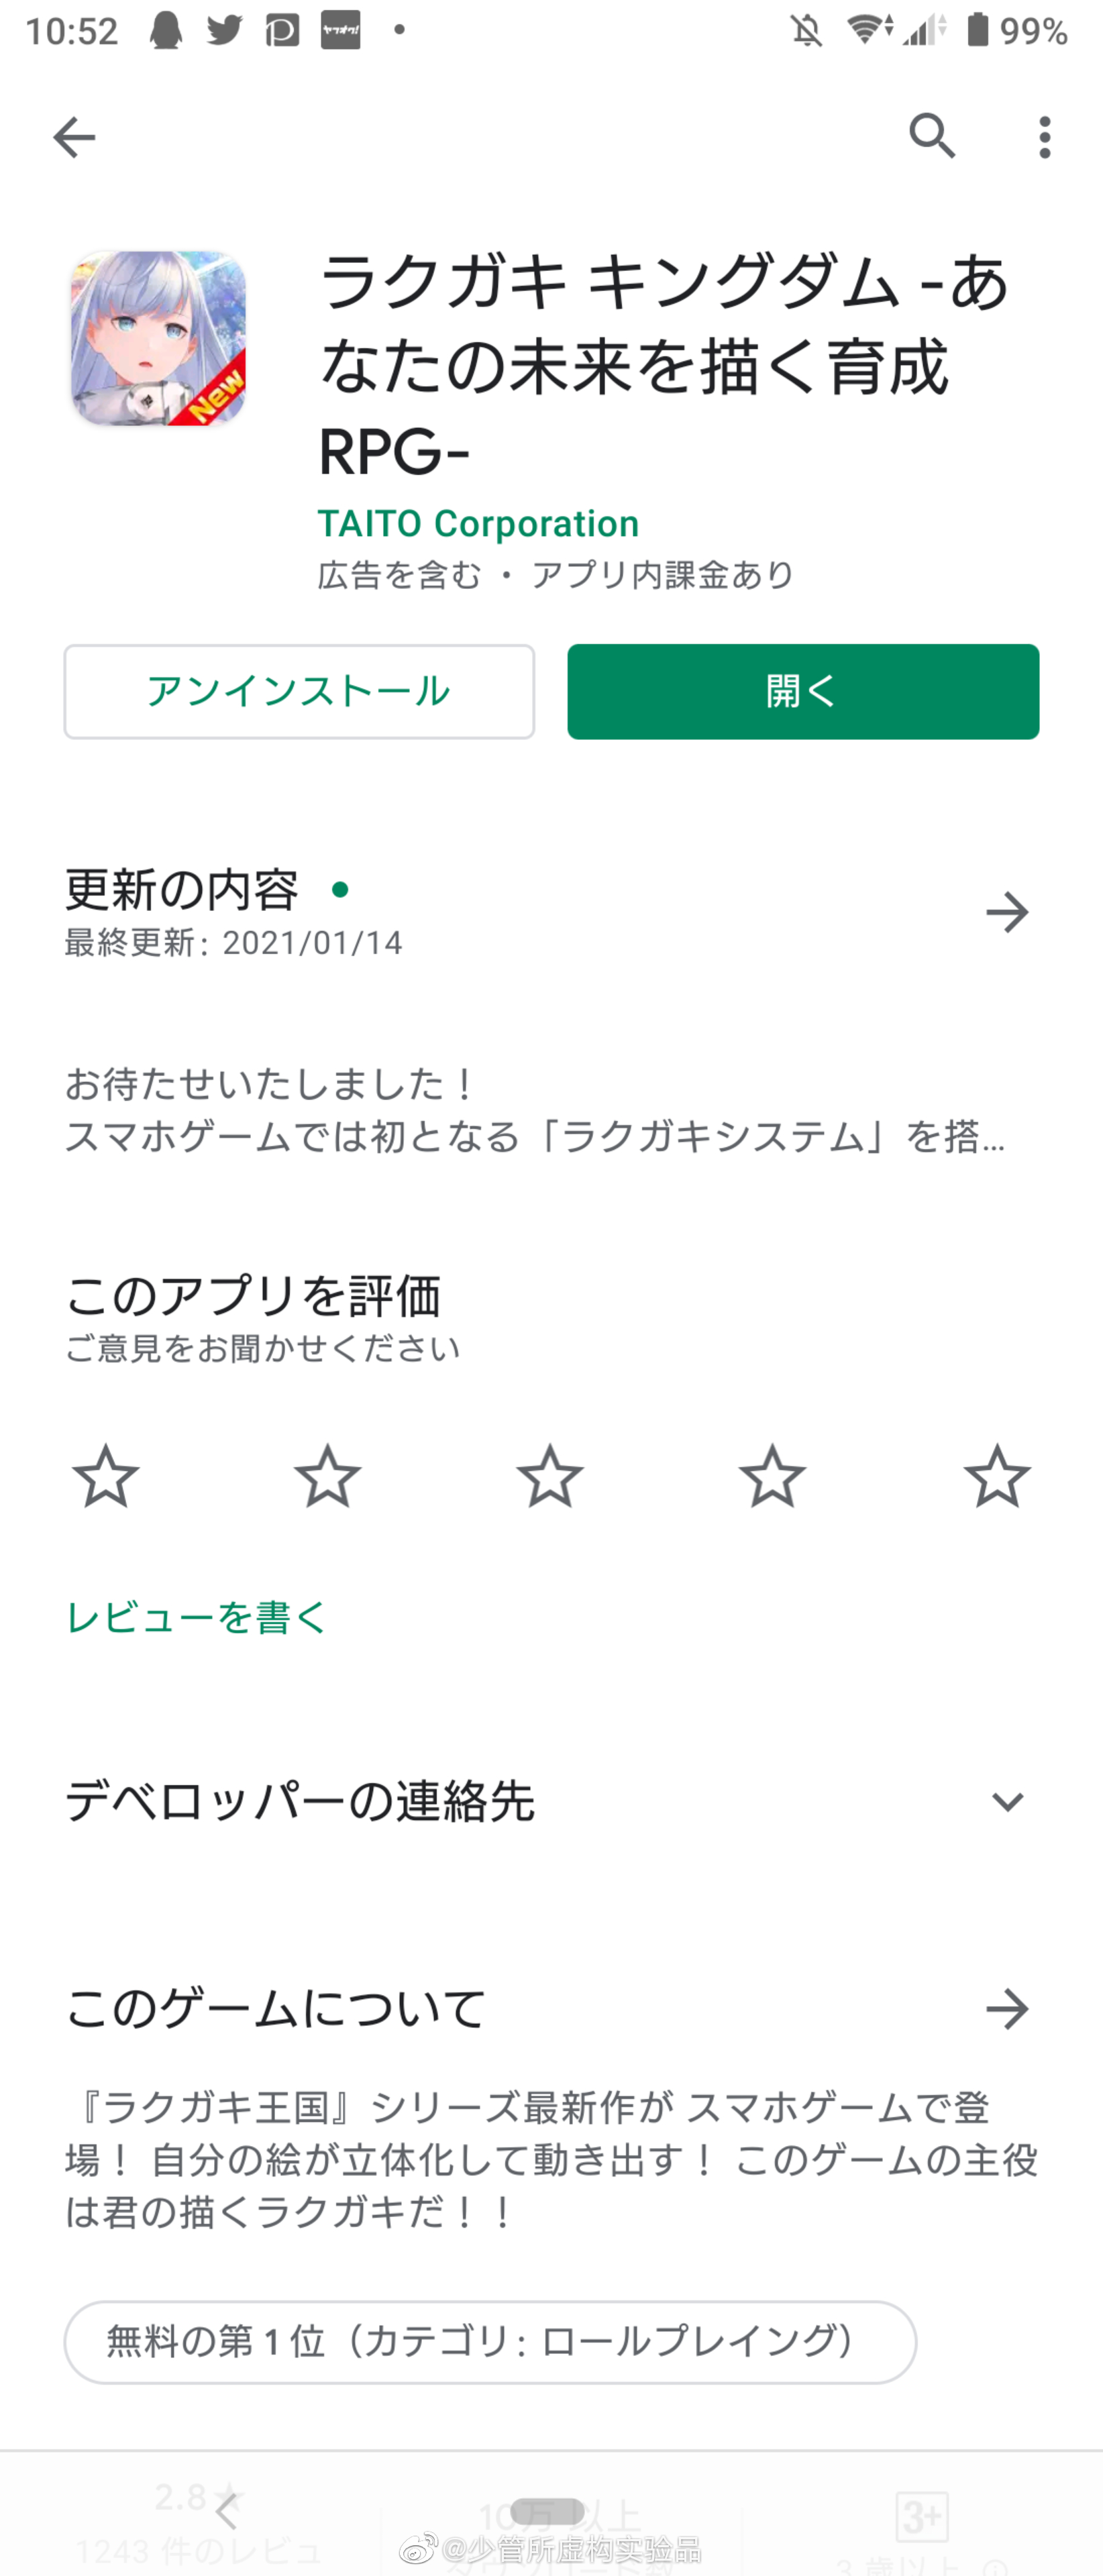 10:52
ヤフオク!
99%
ラクガキ キングダム -あ
なたの未来を描く育成
RPG-
New
TAITO Corporation
広告を含む ・ アプリ内課金あり
アンインストール
開く
更新の内容
最終更新: 2021/01/14
お待たせいたしました！
スマホゲームでは初となる「ラクガキシステム」を搭...
このアプリを評価
ご意見をお聞かせください
レビューを書く
デベロッパーの連絡先
このゲームについて
『ラクガキ王国』シリーズ最新作が スマホゲームで登
場！ 自分の絵が立体化して動き出す！ このゲームの主役
は君の描くラクガキだ！！
無料の第 1 位（カテゴリ: ロールプレイング）
2.8★
10万 以上
3+
1243 件のレビュ
3 歳以上
@少管所虚构实验品